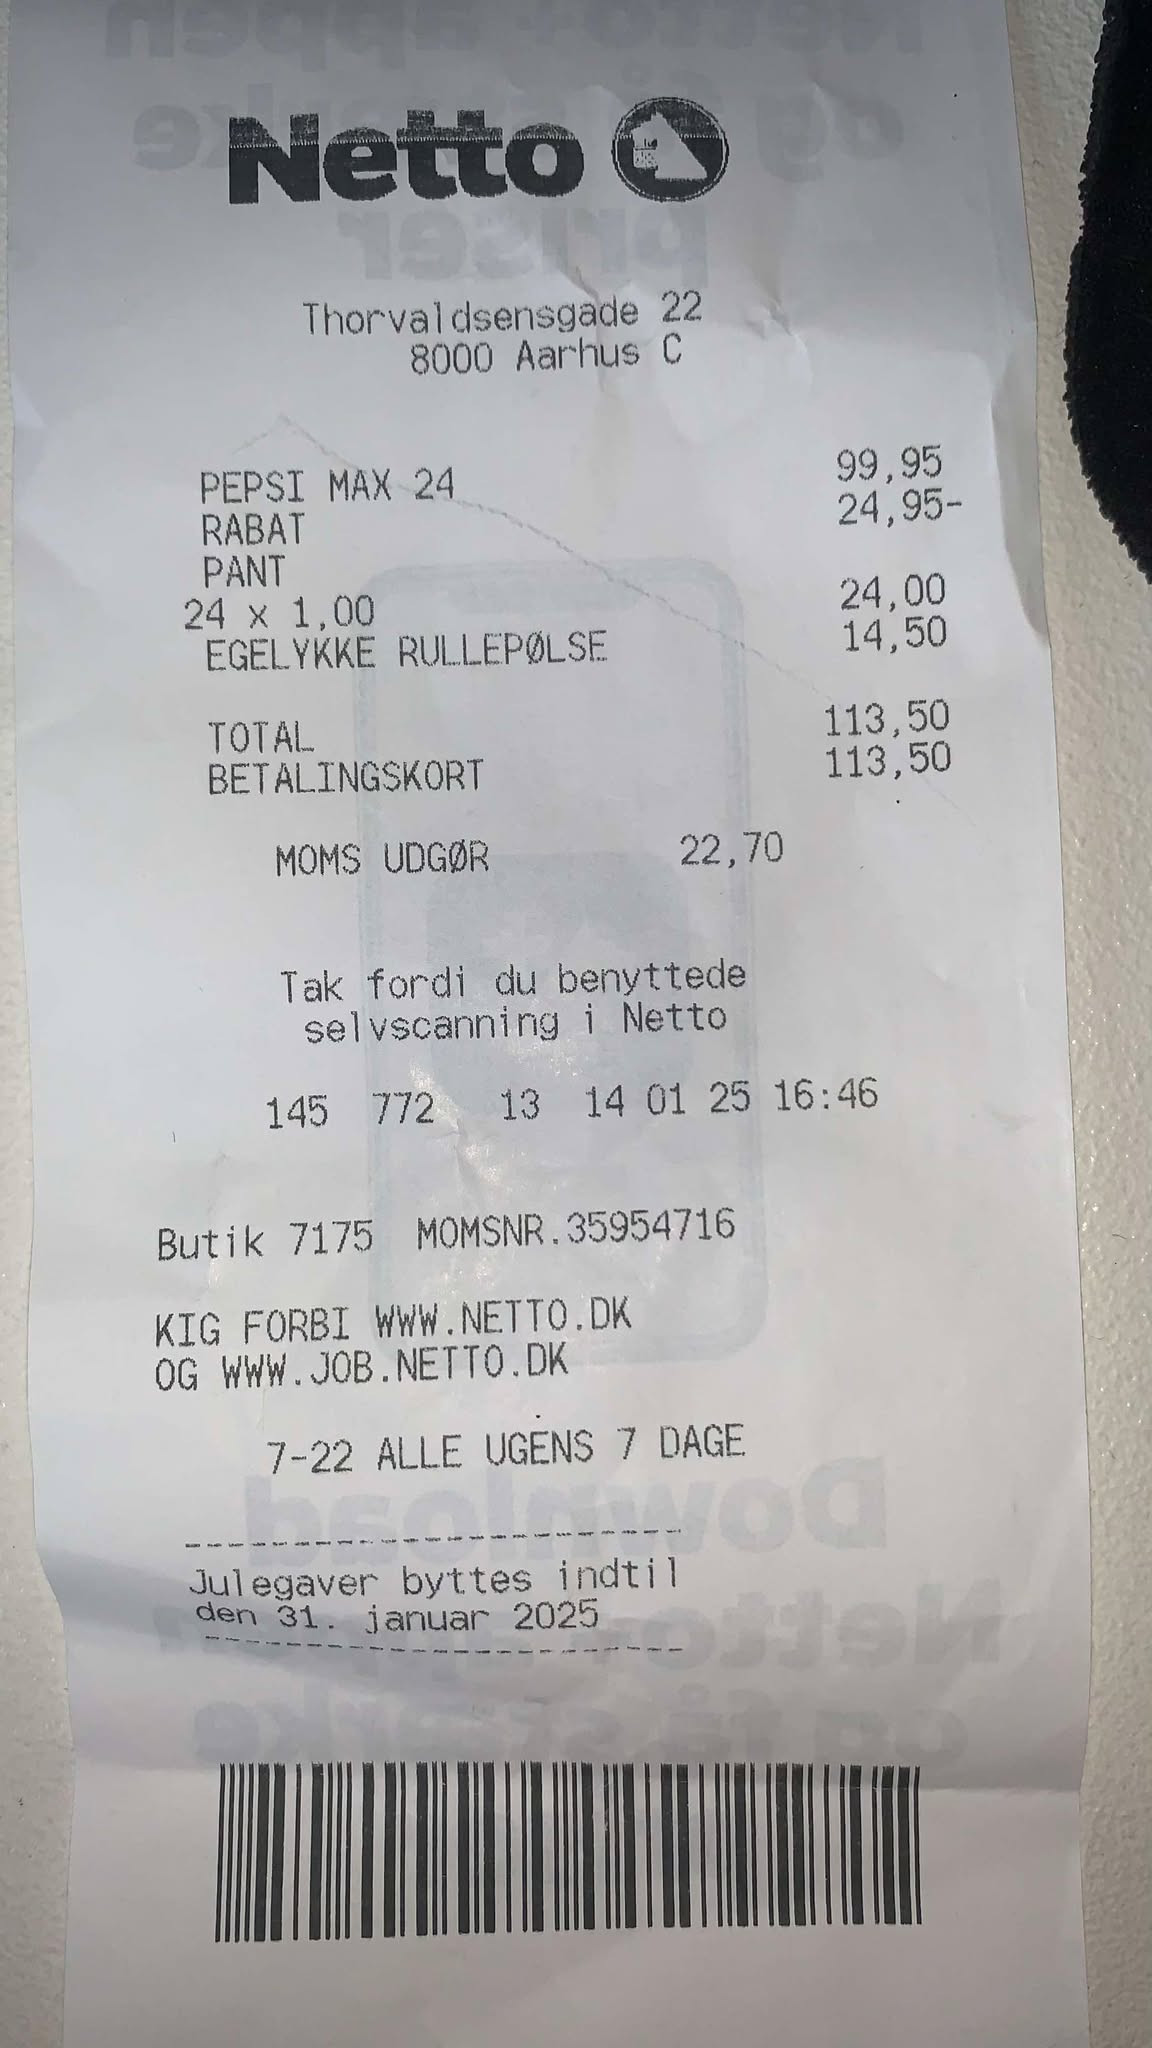 Netto
Thorvaldsensgade 22
8000 Aarhus C
PEPSI MAX 24 99,95
RABAT 24,95-
PANT
24 x 1,00 24,00
EGELYKKE RULLEPØLSE 14,50
TOTAL 113,50
BETALINGSKORT 113,50
MOMS UDGØR 22,70
Tak fordi du benyttede
selvscanning i Netto
145 772 13 14 01 25 16:46
Butik 7175 MOMSNR.35954716
KIG FORBI WWW.NETTO.DK
OG WWW.JOB.NETTO.DK
7-22 ALLE UGENS 7 DAGE
Julegaver byttes indtil
den 31. januar 2025